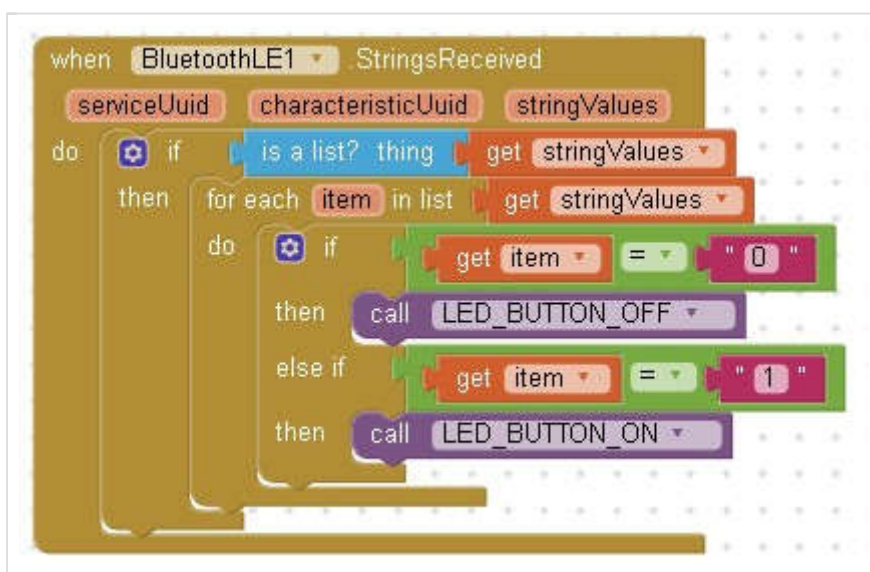 when BluetoothLE1 .StringsReceived
serviceUuid characteristicUuid stringValues
do if is a list? thing get stringValues
then for each item in list get stringValues
do if get item = " 0 "
then call LED_BUTTON_OFF
else if get item = " 1 "
then call LED_BUTTON_ON